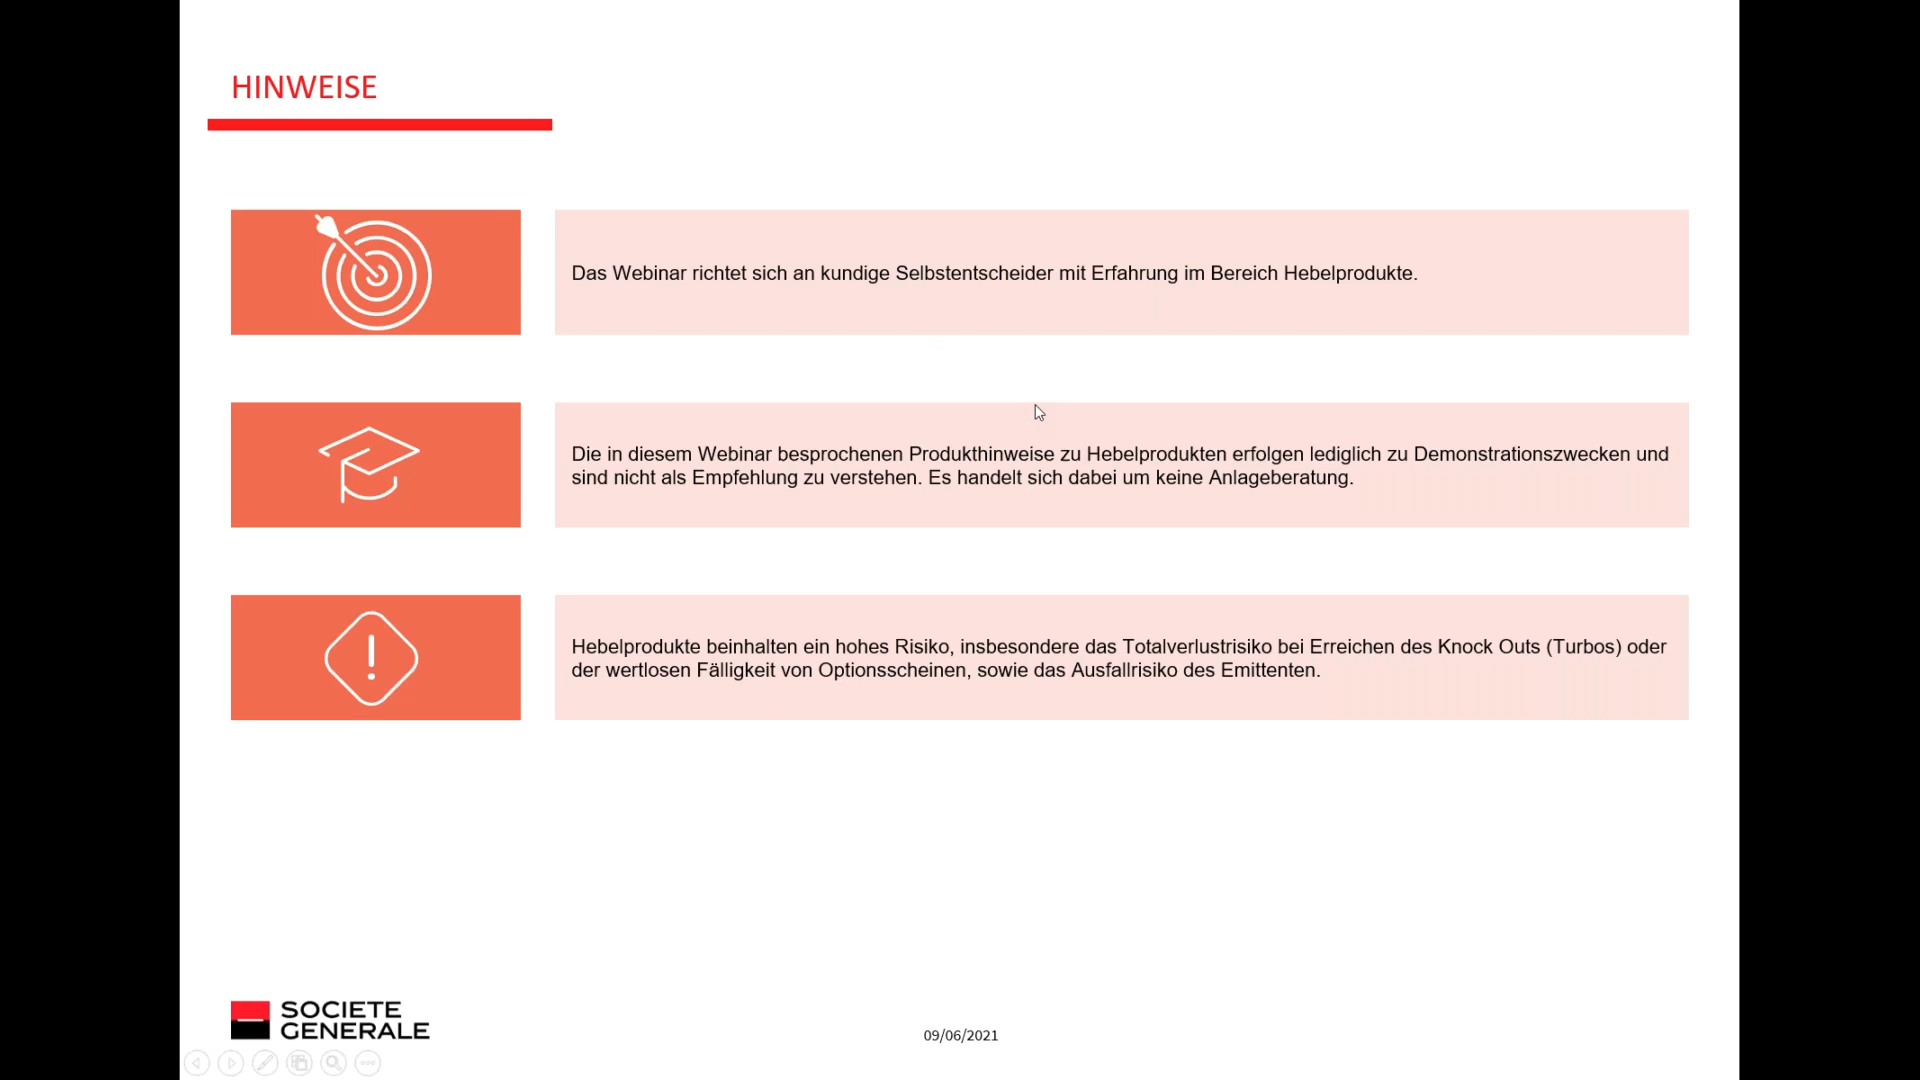 HINWEISE
Das Webinar richtet sich an kundige Selbstentscheider mit Erfahrung im Bereich Hebelprodukte.
Die in diesem Webinar besprochenen Produkthinweise zu Hebelprodukten erfolgen lediglich zu Demonstrationszwecken und
sind nicht als Empfehlung zu verstehen. Es handelt sich dabei um keine Anlageberatung.
Hebelprodukte beinhalten ein hohes Risiko, insbesondere das Totalverlustrisiko bei Erreichen des Knock Outs (Turbos) oder
der wertlosen Fälligkeit von Optionsscheinen, sowie das Ausfallrisiko des Emittenten.
SOCIETE
GENERALE
09/06/2021